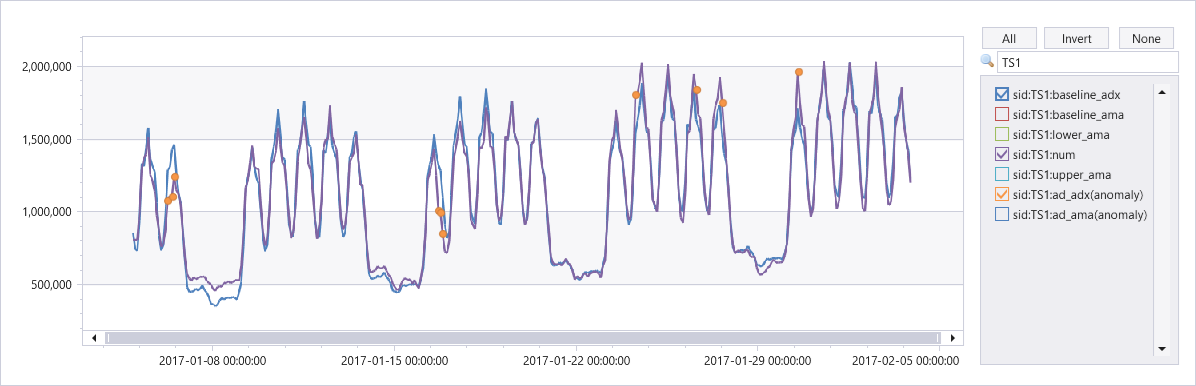 All Invert None
TS1
2,000,000
1,500,000
1,000,000
500,000
2017-01-08 00:00:00 2017-01-15 00:00:00 2017-01-22 00:00:00 2017-01-29 00:00:00 2017-02-05 00:00:00
sid:TS1:baseline_adx
sid:TS1:baseline_ama
sid:TS1:lower_ama
sid:TS1:num
sid:TS1:upper_ama
sid:TS1:ad_adx(anomaly)
sid:TS1:ad_ama(anomaly)